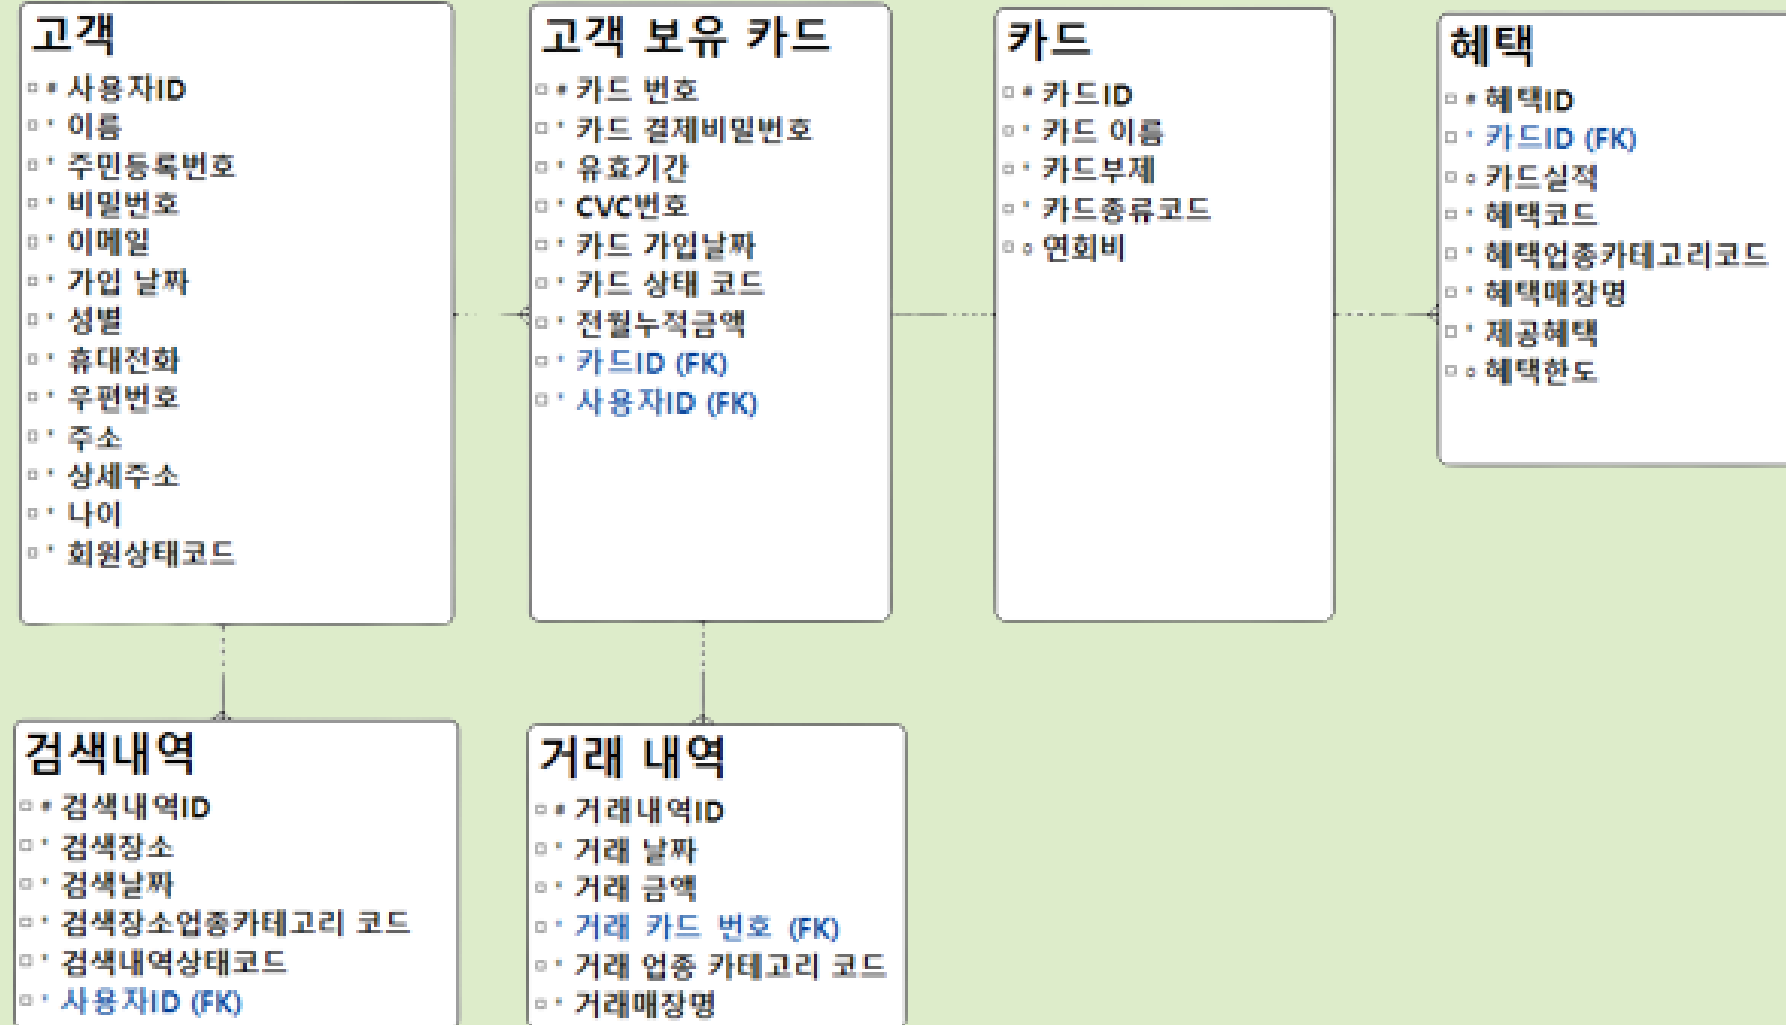 고객
사용자ID
이름
주민등록번호
비밀번호
이메일
가입 날짜
성별
휴대전화
우편번호
주소
상세주소
나이
회원상태코드
고객 보유 카드
카드 번호
카드 결제비밀번호
유효기간
CVC번호
카드 가입날짜
카드 상태 코드
전월누적금액
카드ID (FK)
사용자ID (FK)
카드
카드ID
카드 이름
카드부제
카드종류코드
연회비
혜택
혜택ID
카드ID (FK)
카드실적
혜택코드
혜택업종카테고리코드
혜택매장명
제공혜택
혜택한도
검색내역
검색내역ID
검색장소
검색날짜
검색장소업종카테고리 코드
검색내역상태코드
사용자ID (FK)
거래 내역
거래내역ID
거래 날짜
거래 금액
거래 카드 번호 (FK)
거래 업종 카테고리 코드
거래매장명